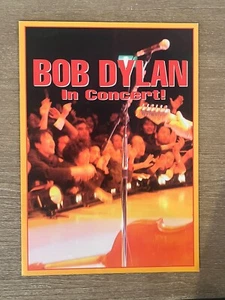 BOB DYLAN
In Concert!